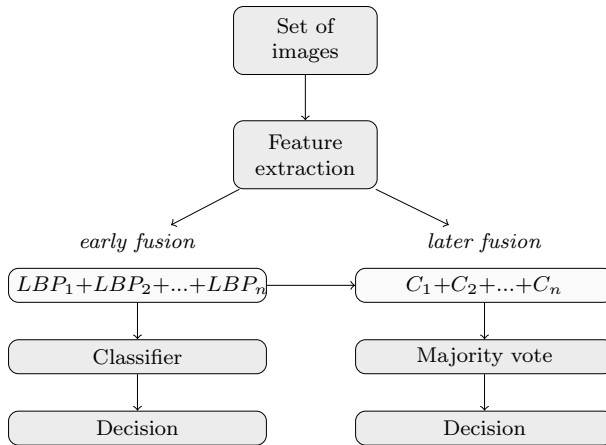 Set of
images
Feature
extraction
early fusion
later fusion
LBP₁+LBP₂+...+LBPₙ
C₁+C₂+...+Cₙ
Classifier
Majority vote
Decision
Decision